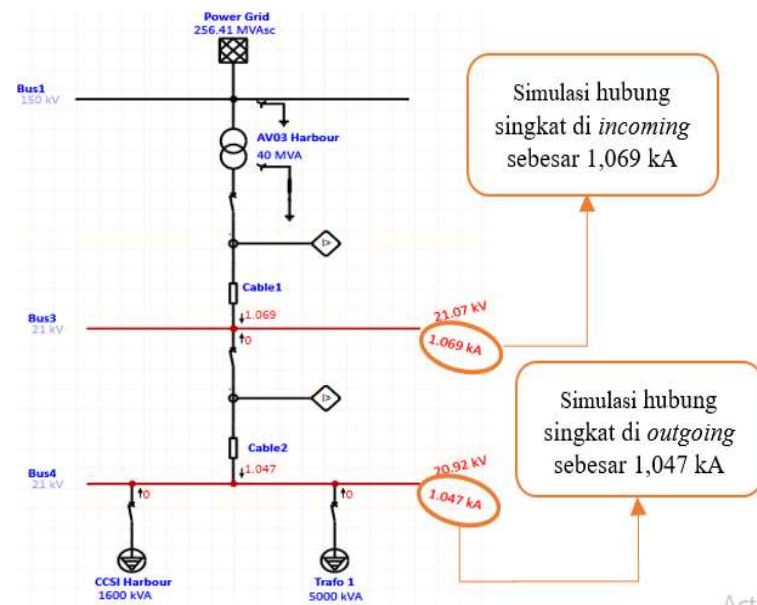 Power Grid
256.41 MVAsc
Bus1
150 kV
AV03 Harbour
40 MVA
Simulasi hubung
singkat di incoming
sebesar 1,069 kA
I>
Cable1
1.069
Bus3
21 kV
0
21.07 kV
1.069 kA
I>
Cable2
1.047
Bus4
21 kV
20.92 kV
1.047 kA
Simulasi hubung
singkat di outgoing
sebesar 1,047 kA
0
0
CCSI Harbour
1600 kVA
Trafo 1
5000 kVA